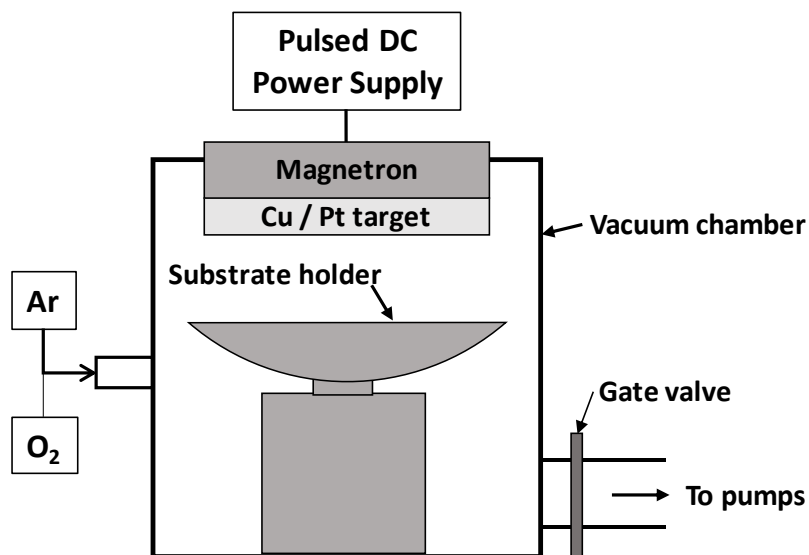 Pulsed DC
Power Supply
Magnetron
Cu / Pt target
Vacuum chamber
Substrate holder
Ar
Gate valve
O₂
To pumps